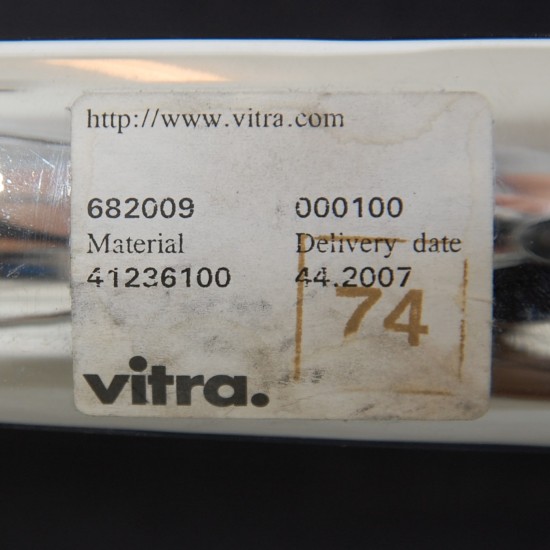 http://www.vitra.com
682009 000100
Material Delivery date
41236100 44.2007
74
vitra.